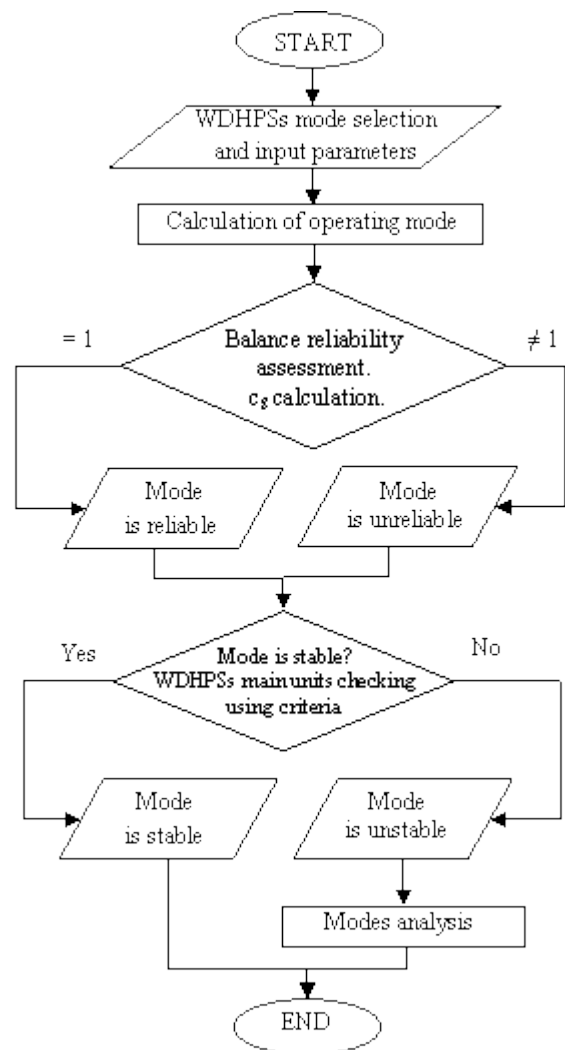 START
WDHPSs mode selection
and input parameters
Calculation of operating mode
= 1
≠ 1
Balance reliability
assessment.
cg calculation.
Mode
is reliable
Mode
is unreliable
Yes
No
Mode is stable?
WDHPSs main units checking
using criteria
Mode
is stable
Mode
is unstable
Modes analysis
END